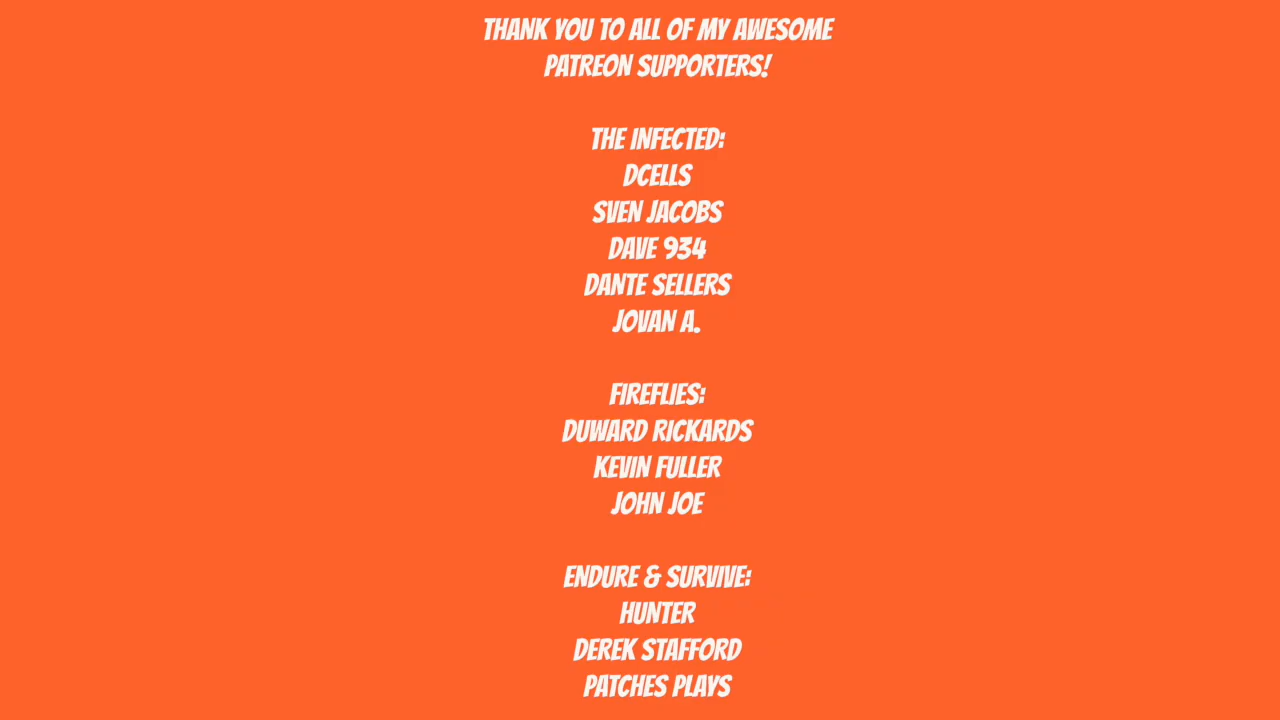 THANK YOU TO ALL OF MY AWESOME
PATREON SUPPORTERS!
THE INFECTED:
DCELLS
SVEN JACOBS
DAVE 934
DANTE SELLERS
JOVAN A.
FIREFLIES:
DUWARD RICKARDS
KEVIN FULLER
JOHN JOE
ENDURE & SURVIVE:
HUNTER
DEREK STAFFORD
PATCHES PLAYS